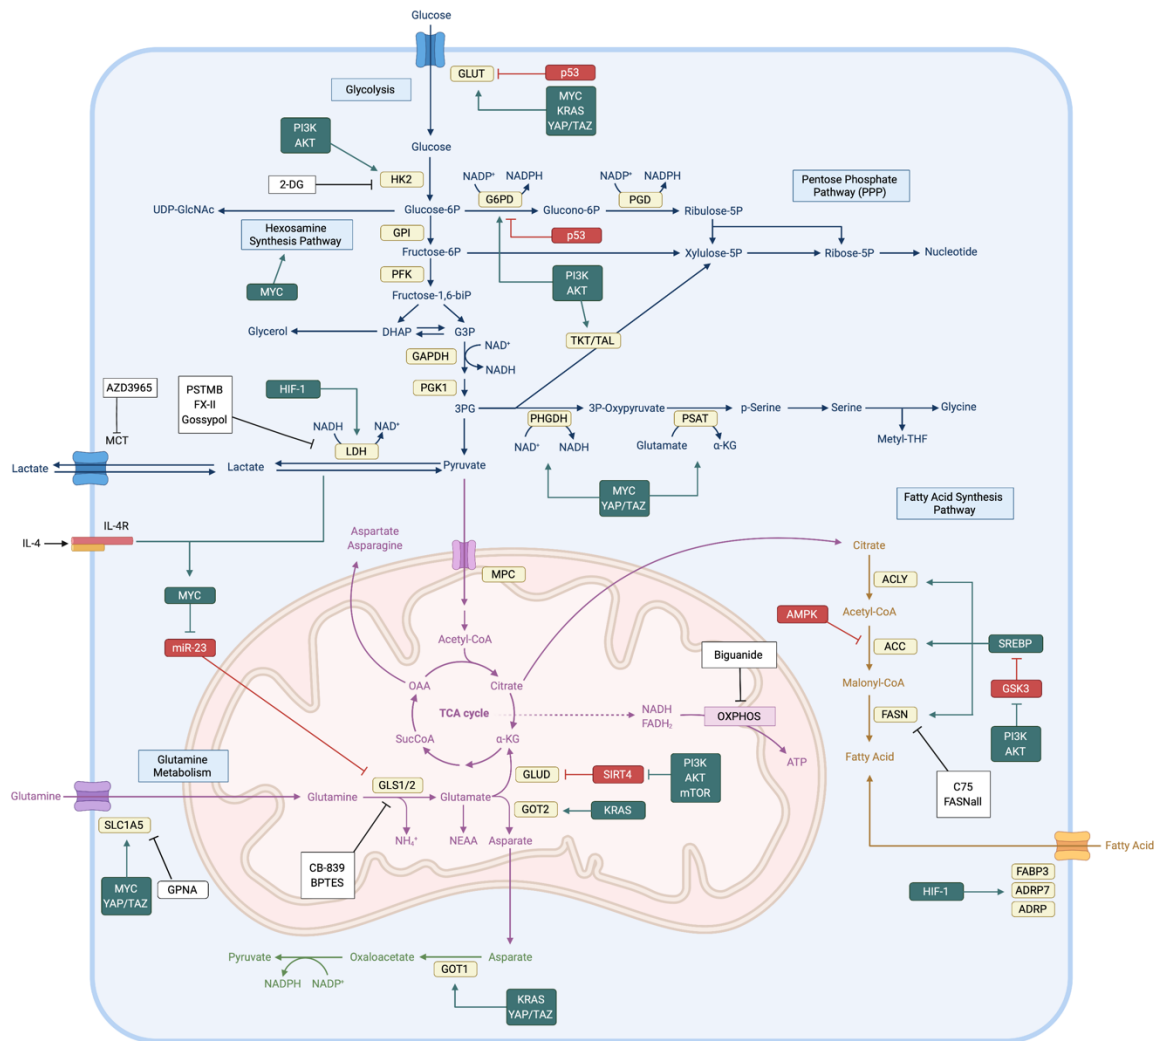 Glucose
GLUT
p53
Glycolysis
MYC
KRAS
YAP/TAZ
PI3K
AKT
Glucose
2-DG
HK2
NADP⁺
NADPH
G6PD
NADP⁺
NADPH
PGD
Pentose Phosphate
Pathway (PPP)
UDP-GlcNAc
Glucose-6P
Glucono-6P
Ribulose-5P
Hexosamine
Synthesis Pathway
GPI
p53
Fructose-6P
Xylulose-5P
Ribose-5P
Nucleotide
PFK
MYC
PI3K
AKT
Fructose-1,6-biP
Glycerol
DHAP
G3P
TKT/TAL
NAD⁺
GAPDH
NADH
AZD3965
PSTMB
FX-II
Gossypol
HIF-1
PGK1
3PG
PHGDH
3P-Oxypyruvate
PSAT
p-Serine
Serine
Glycine
NADH
NAD⁺
MCT
LDH
NAD⁺
NADH
Glutamate
α-KG
Metyl-THF
Lactate
Lactate
Pyruvate
MYC
YAP/TAZ
Fatty Acid Synthesis
Pathway
IL-4R
IL-4
Aspartate
Asparagine
Citrate
MPC
ACLY
MYC
AMPK
Acetyl-CoA
miR-23
Acetyl-CoA
Biguanide
ACC
SREBP
OAA
Citrate
Malonyl-CoA
GSK3
TCA cycle
NADH
FADH₂
OXPHOS
FASN
SucCoA
α-KG
PI3K
AKT
Glutamine
Metabolism
ATP
Fatty Acid
GLS1/2
GLUD
SIRT4
PI3K
AKT
mTOR
C75
FASNall
Glutamine
Glutamine
Glutamate
GOT2
KRAS
SLC1A5
NH₄⁺
NEAA
Asparate
Fatty Acid
CB-839
BPTES
MYC
YAP/TAZ
GPNA
FABP3
HIF-1
ADRP7
ADRP
Pyruvate
Oxaloacetate
Asparate
GOT1
NADPH
NADP⁺
KRAS
YAP/TAZ